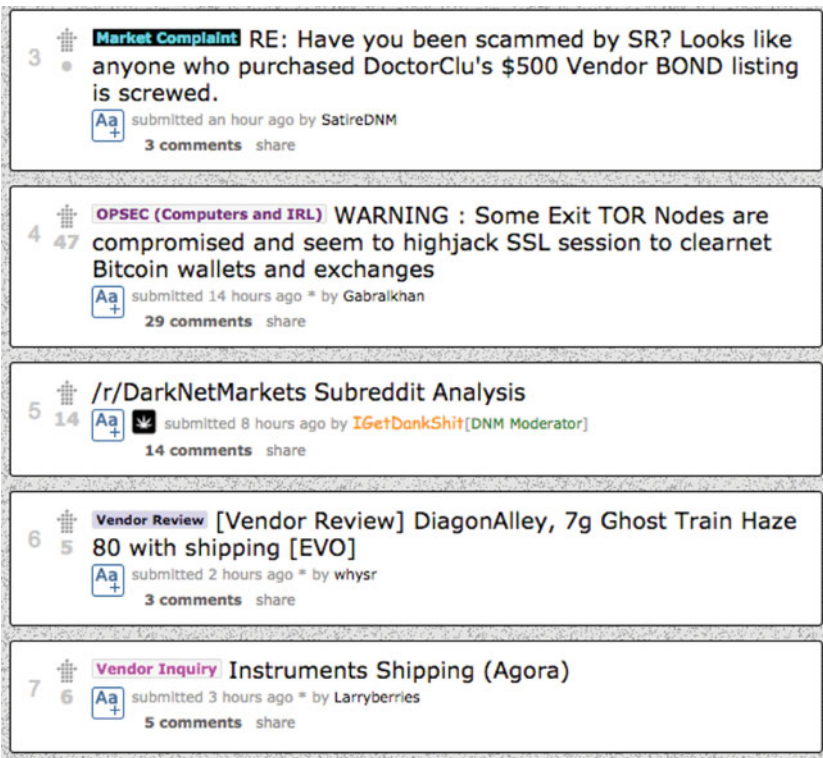 3
Market Complaint RE: Have you been scammed by SR? Looks like
anyone who purchased DoctorClu's $500 Vendor BOND listing
is screwed.
Aa+ submitted an hour ago by SatireDNM
3 comments share
4 47
OPSEC (Computers and IRL) WARNING : Some Exit TOR Nodes are
compromised and seem to highjack SSL session to clearnet
Bitcoin wallets and exchanges
Aa+ submitted 14 hours ago * by Gabralkhan
29 comments share
5 14
/r/DarkNetMarkets Subreddit Analysis
Aa+ submitted 8 hours ago by IGetDankShit[DNM Moderator]
14 comments share
6 5
Vendor Review [Vendor Review] DiagonAlley, 7g Ghost Train Haze
80 with shipping [EVO]
Aa+ submitted 2 hours ago * by whysr
3 comments share
7 6
Vendor Inquiry Instruments Shipping (Agora)
Aa+ submitted 3 hours ago * by Larryberries
5 comments share